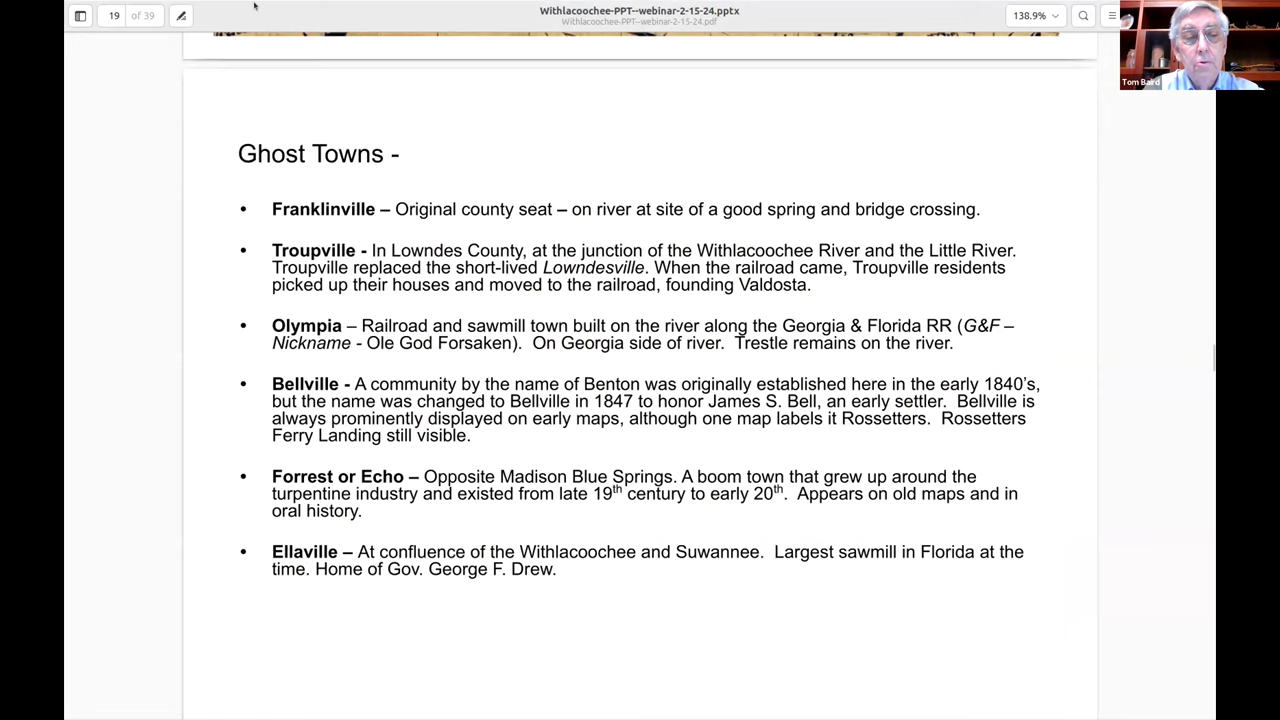 Withlacoochee-PPT--webinar-2-15-24.pptx
Withlacoochee-PPT--webinar-2-15-24.pdf
19 of 39
138.9%
Tom Baird
Ghost Towns -
• Franklinville – Original county seat – on river at site of a good spring and bridge crossing.
• Troupville - In Lowndes County, at the junction of the Withlacoochee River and the Little River.
Troupville replaced the short-lived Lowndesville. When the railroad came, Troupville residents
picked up their houses and moved to the railroad, founding Valdosta.
• Olympia – Railroad and sawmill town built on the river along the Georgia & Florida RR (G&F –
Nickname - Ole God Forsaken). On Georgia side of river. Trestle remains on the river.
• Bellville - A community by the name of Benton was originally established here in the early 1840's,
but the name was changed to Bellville in 1847 to honor James S. Bell, an early settler. Bellville is
always prominently displayed on early maps, although one map labels it Rossetters. Rossetters
Ferry Landing still visible.
• Forrest or Echo – Opposite Madison Blue Springs. A boom town that grew up around the
turpentine industry and existed from late 19th century to early 20th. Appears on old maps and in
oral history.
• Ellaville – At confluence of the Withlacoochee and Suwannee. Largest sawmill in Florida at the
time. Home of Gov. George F. Drew.